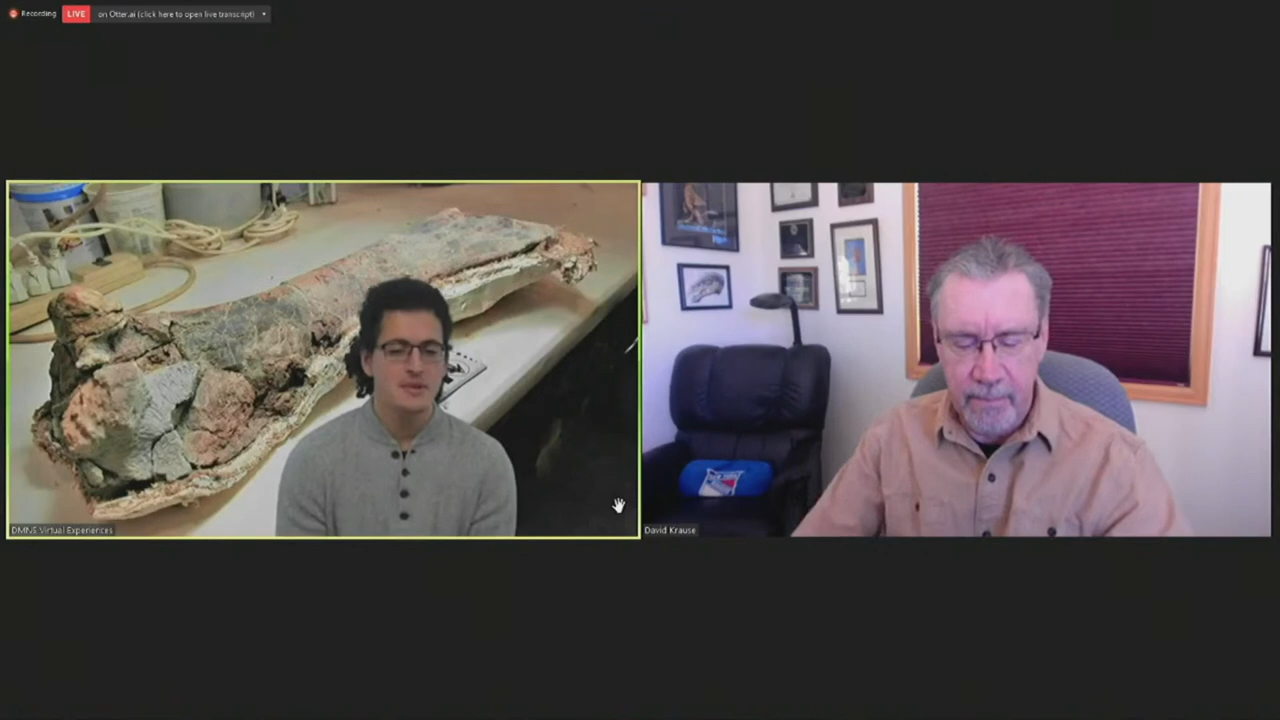 Recording
LIVE
on Otter.ai (click here to open live transcript)
DMNS Virtual Experiences
David Krause